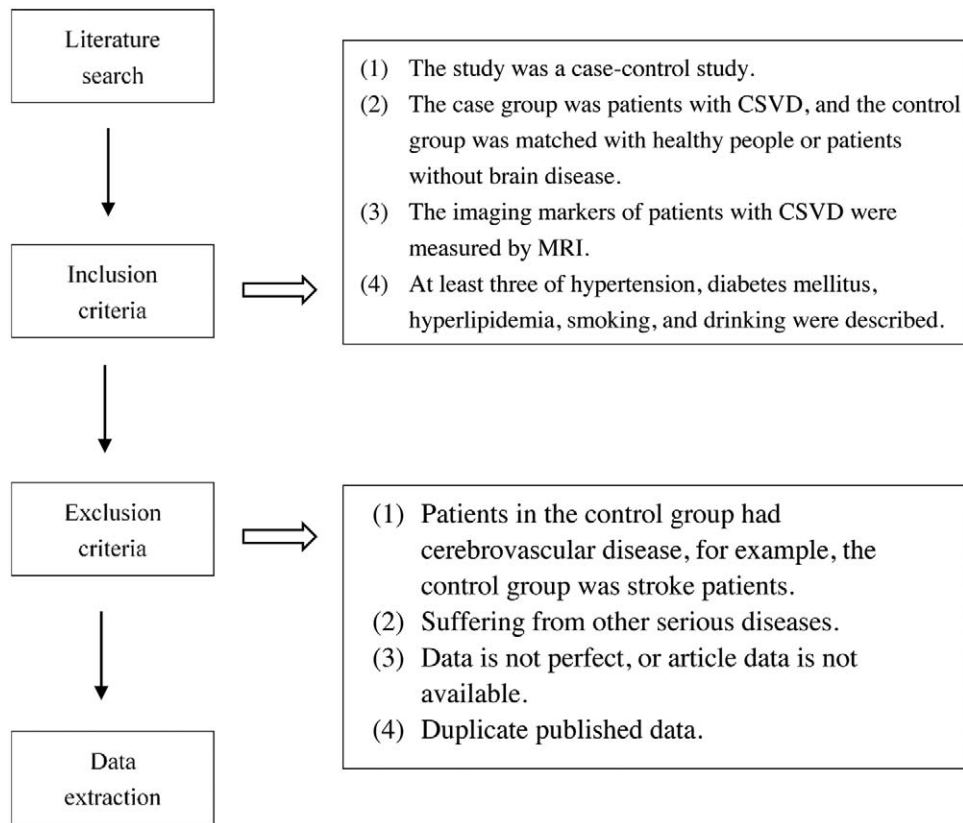 Literature
search
(1) The study was a case-control study.
(2) The case group was patients with CSVD, and the control
group was matched with healthy people or patients
without brain disease.
(3) The imaging markers of patients with CSVD were
measured by MRI.
(4) At least three of hypertension, diabetes mellitus,
hyperlipidemia, smoking, and drinking were described.
Inclusion
criteria
Exclusion
criteria
(1) Patients in the control group had
cerebrovascular disease, for example, the
control group was stroke patients.
(2) Suffering from other serious diseases.
(3) Data is not perfect, or article data is not
available.
(4) Duplicate published data.
Data
extraction